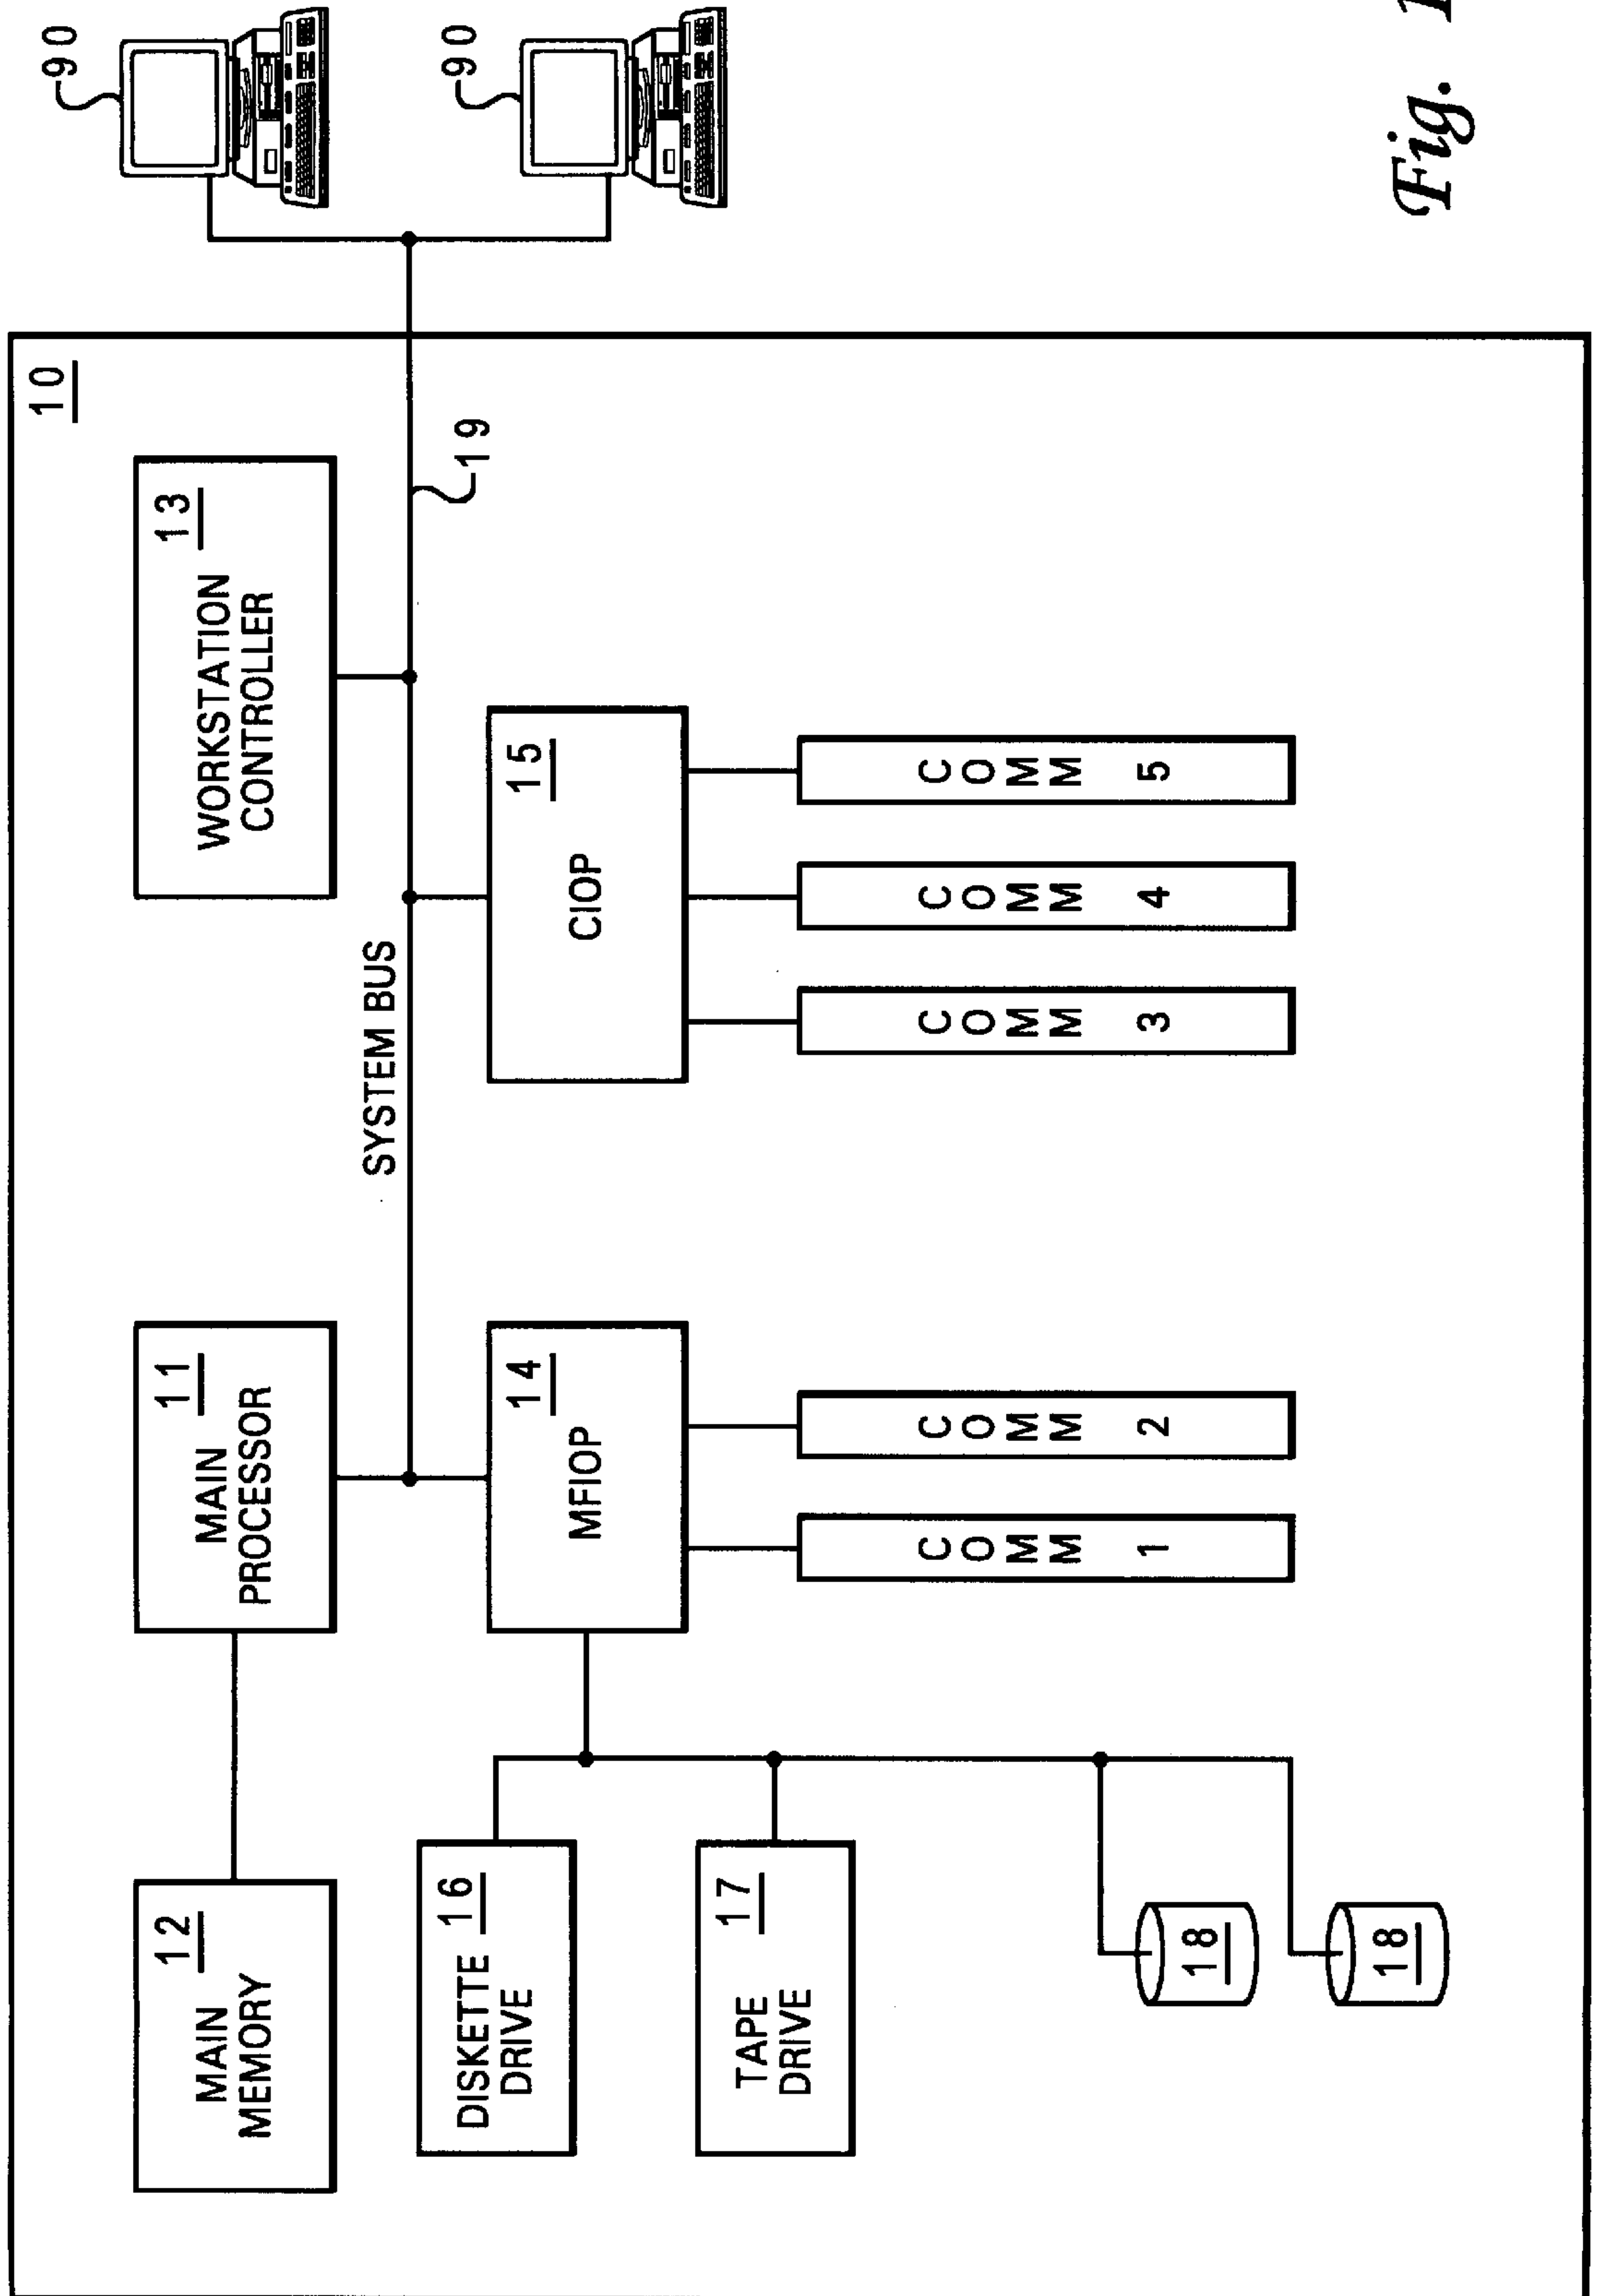 10
MAIN
MEMORY
12
MAIN
PROCESSOR
11
WORKSTATION
CONTROLLER
13
90
SYSTEM BUS
19
90
DISKETTE
DRIVE
16
MFIOP
14
CIOP
15
TAPE
DRIVE
17
COMM 1
COMM 2
COMM 3
COMM 4
COMM 5
18
18
Fig. 1